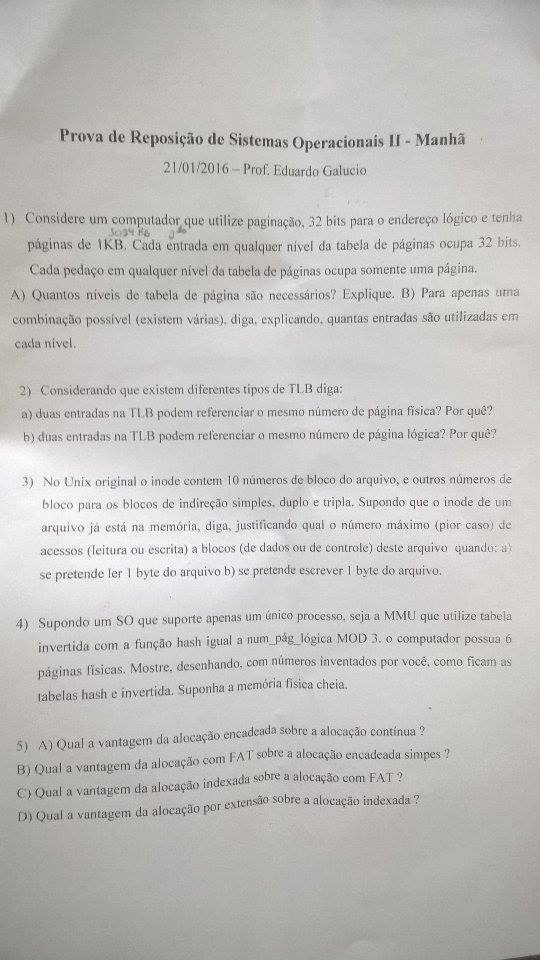 Prova de Reposição de Sistemas Operacionais II - Manhã
21/01/2016 – Prof. Eduardo Galucio
1) Considere um computador que utilize paginação, 32 bits para o endereço lógico e tenha
páginas de 1KB. Cada entrada em qualquer nível da tabela de páginas ocupa 32 bits.
Cada pedaço em qualquer nível da tabela de páginas ocupa somente uma página.
A) Quantos níveis de tabela de página são necessários? Explique. B) Para apenas uma
combinação possível (existem várias), diga, explicando, quantas entradas são utilizadas em
cada nível.
2) Considerando que existem diferentes tipos de TLB diga:
a) duas entradas na TLB podem referenciar o mesmo número de página física? Por quê?
b) duas entradas na TLB podem referenciar o mesmo número de página lógica? Por quê?
3) No Unix original o inode contem 10 números de bloco do arquivo, e outros números de
bloco para os blocos de indireção simples, duplo e tripla. Supondo que o inode de um
arquivo já está na memória, diga, justificando qual o número máximo (pior caso) de
acessos (leitura ou escrita) a blocos (de dados ou de controle) deste arquivo quando: a)
se pretende ler 1 byte do arquivo b) se pretende escrever 1 byte do arquivo.
4) Supondo um SO que suporte apenas um único processo, seja a MMU que utilize tabela
invertida com a função hash igual a num_pág_lógica MOD 3. o computador possua 6
páginas físicas. Mostre, desenhando, com números inventados por você, como ficam as
tabelas hash e invertida. Suponha a memória física cheia.
5) A) Qual a vantagem da alocação encadeada sobre a alocação contínua ?
B) Qual a vantagem da alocação com FAT sobre a alocação encadeada simpes ?
C) Qual a vantagem da alocação indexada sobre a alocação com FAT ?
D) Qual a vantagem da alocação por extensão sobre a alocação indexada ?